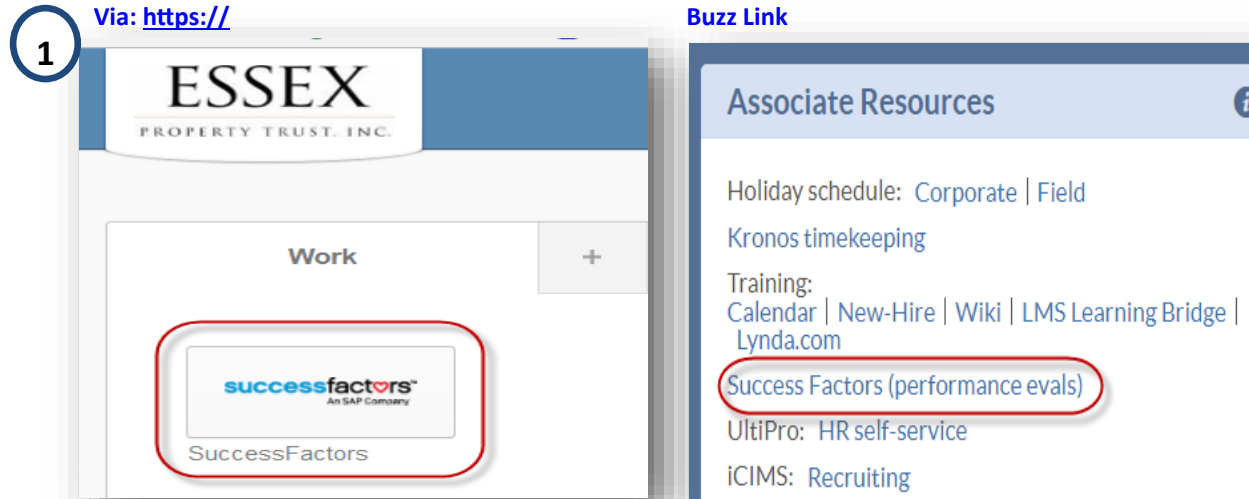 Via: https://
1
ESSEX
PROPERTY TRUST, INC.
Work
+
successfactors™
An SAP Company
SuccessFactors
Buzz Link
Associate Resources
i
Holiday schedule: Corporate | Field
Kronos timekeeping
Training:
Calendar | New-Hire | Wiki | LMS Learning Bridge |
Lynda.com
Success Factors (performance evals)
UltiPro: HR self-service
iCIMS: Recruiting